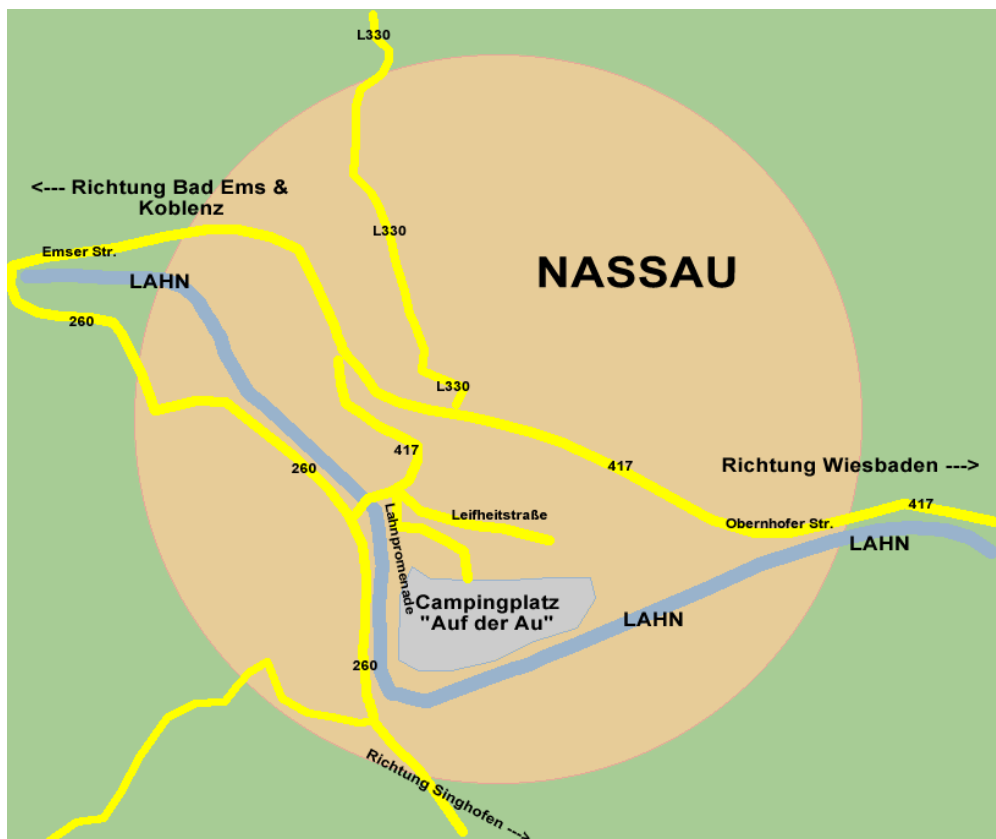 L330
<--- Richtung Bad Ems &
Koblenz
L330
Emser Str.
NASSAU
LAHN
260
L330
417
260
417
Richtung Wiesbaden --->
417
Leifheitstraße
Obernhofer Str.
LAHN
Lahnpromenade
Campingplatz
"Auf der Au"
LAHN
260
Richtung Singhofen --->